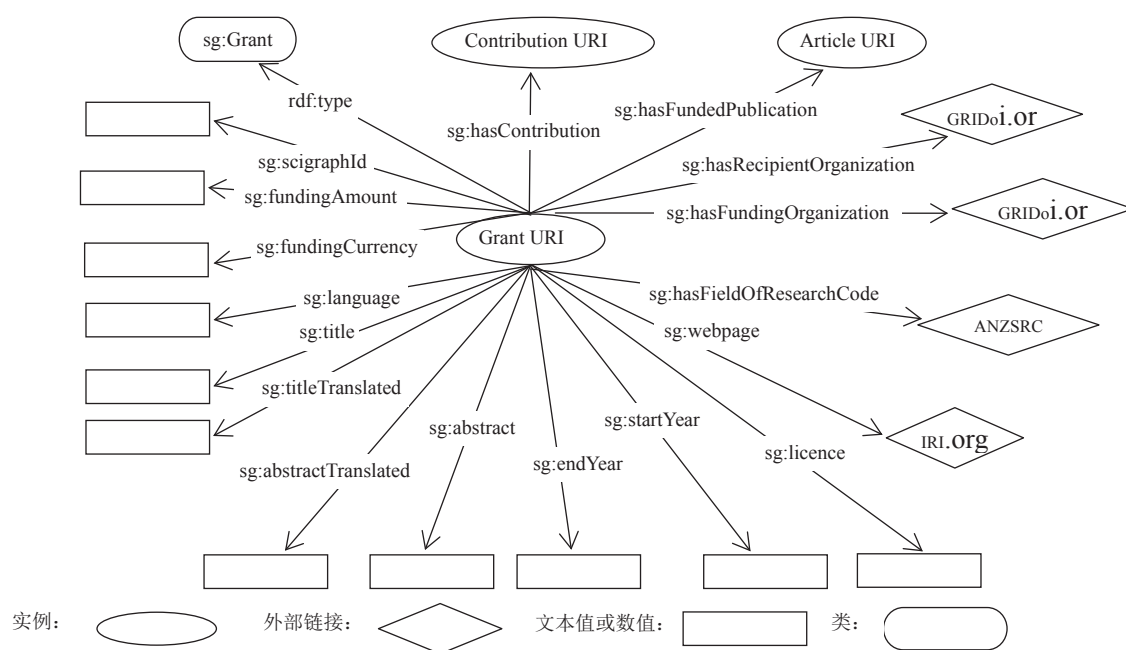 sg:Grant
Contribution URI
Article URI
rdf:type
sg:hasContribution
sg:hasFundedPublication
GRIDoi.or
sg:scigraphId
sg:hasRecipientOrganization
sg:fundingAmount
sg:hasFundingOrganization
GRIDoi.or
Grant URI
sg:fundingCurrency
sg:language
sg:hasFieldOfResearchCode
sg:title
sg:webpage
ANZSRC
sg:titleTranslated
sg:startYear
sg:abstract
IRI.org
sg:abstractTranslated
sg:endYear
sg:licence
实例：
外部链接：
文本值或数值：
类：